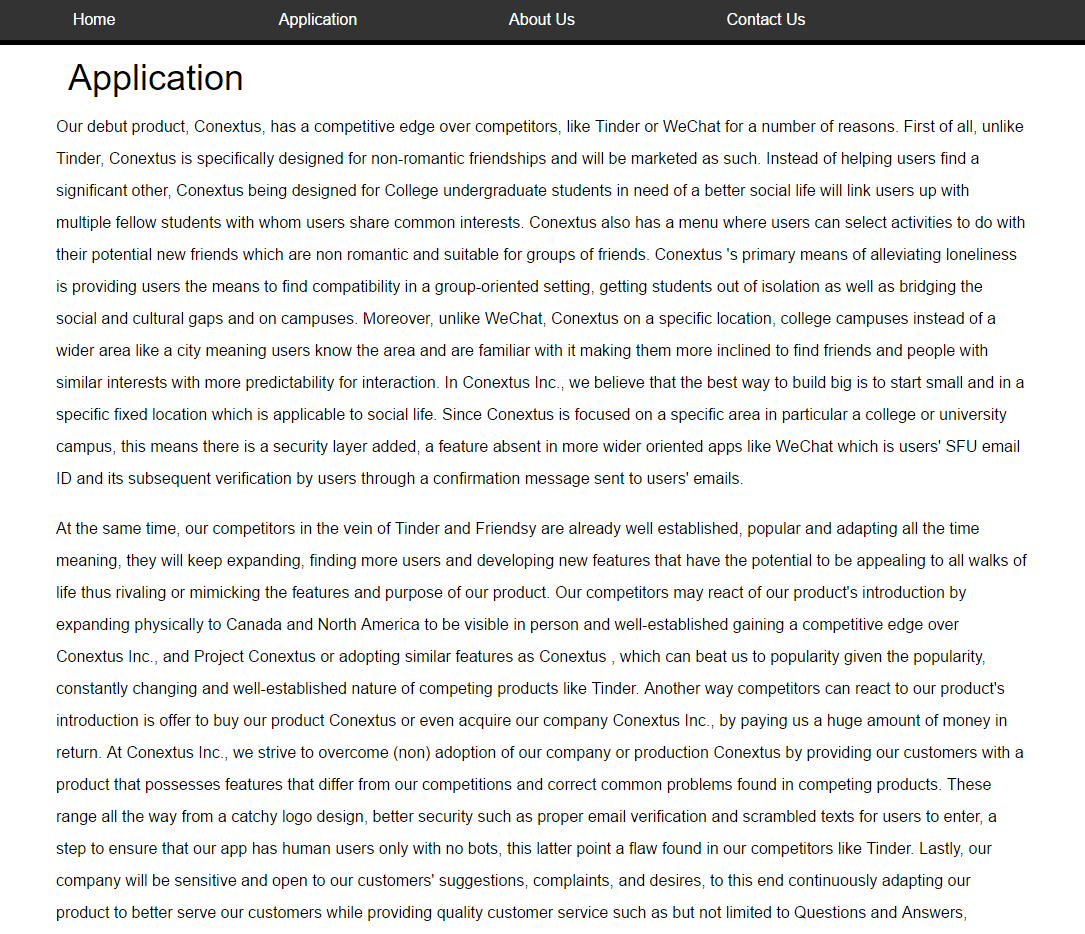 Home Application About Us Contact Us
Application
Our debut product, Conextus, has a competitive edge over competitors, like Tinder or WeChat for a number of reasons. First of all, unlike
Tinder, Conextus is specifically designed for non-romantic friendships and will be marketed as such. Instead of helping users find a
significant other, Conextus being designed for College undergraduate students in need of a better social life will link users up with
multiple fellow students with whom users share common interests. Conextus also has a menu where users can select activities to do with
their potential new friends which are non romantic and suitable for groups of friends. Conextus 's primary means of alleviating loneliness
is providing users the means to find compatibility in a group-oriented setting, getting students out of isolation as well as bridging the
social and cultural gaps and on campuses. Moreover, unlike WeChat, Conextus on a specific location, college campuses instead of a
wider area like a city meaning users know the area and are familiar with it making them more inclined to find friends and people with
similar interests with more predictability for interaction. In Conextus Inc., we believe that the best way to build big is to start small and in a
specific fixed location which is applicable to social life. Since Conextus is focused on a specific area in particular a college or university
campus, this means there is a security layer added, a feature absent in more wider oriented apps like WeChat which is users' SFU email
ID and its subsequent verification by users through a confirmation message sent to users' emails.
At the same time, our competitors in the vein of Tinder and Friendsy are already well established, popular and adapting all the time
meaning, they will keep expanding, finding more users and developing new features that have the potential to be appealing to all walks of
life thus rivaling or mimicking the features and purpose of our product. Our competitors may react of our product's introduction by
expanding physically to Canada and North America to be visible in person and well-established gaining a competitive edge over
Conextus Inc., and Project Conextus or adopting similar features as Conextus , which can beat us to popularity given the popularity,
constantly changing and well-established nature of competing products like Tinder. Another way competitors can react to our product's
introduction is offer to buy our product Conextus or even acquire our company Conextus Inc., by paying us a huge amount of money in
return. At Conextus Inc., we strive to overcome (non) adoption of our company or production Conextus by providing our customers with a
product that possesses features that differ from our competitions and correct common problems found in competing products. These
range all the way from a catchy logo design, better security such as proper email verification and scrambled texts for users to enter, a
step to ensure that our app has human users only with no bots, this latter point a flaw found in our competitors like Tinder. Lastly, our
company will be sensitive and open to our customers' suggestions, complaints, and desires, to this end continuously adapting our
product to better serve our customers while providing quality customer service such as but not limited to Questions and Answers,